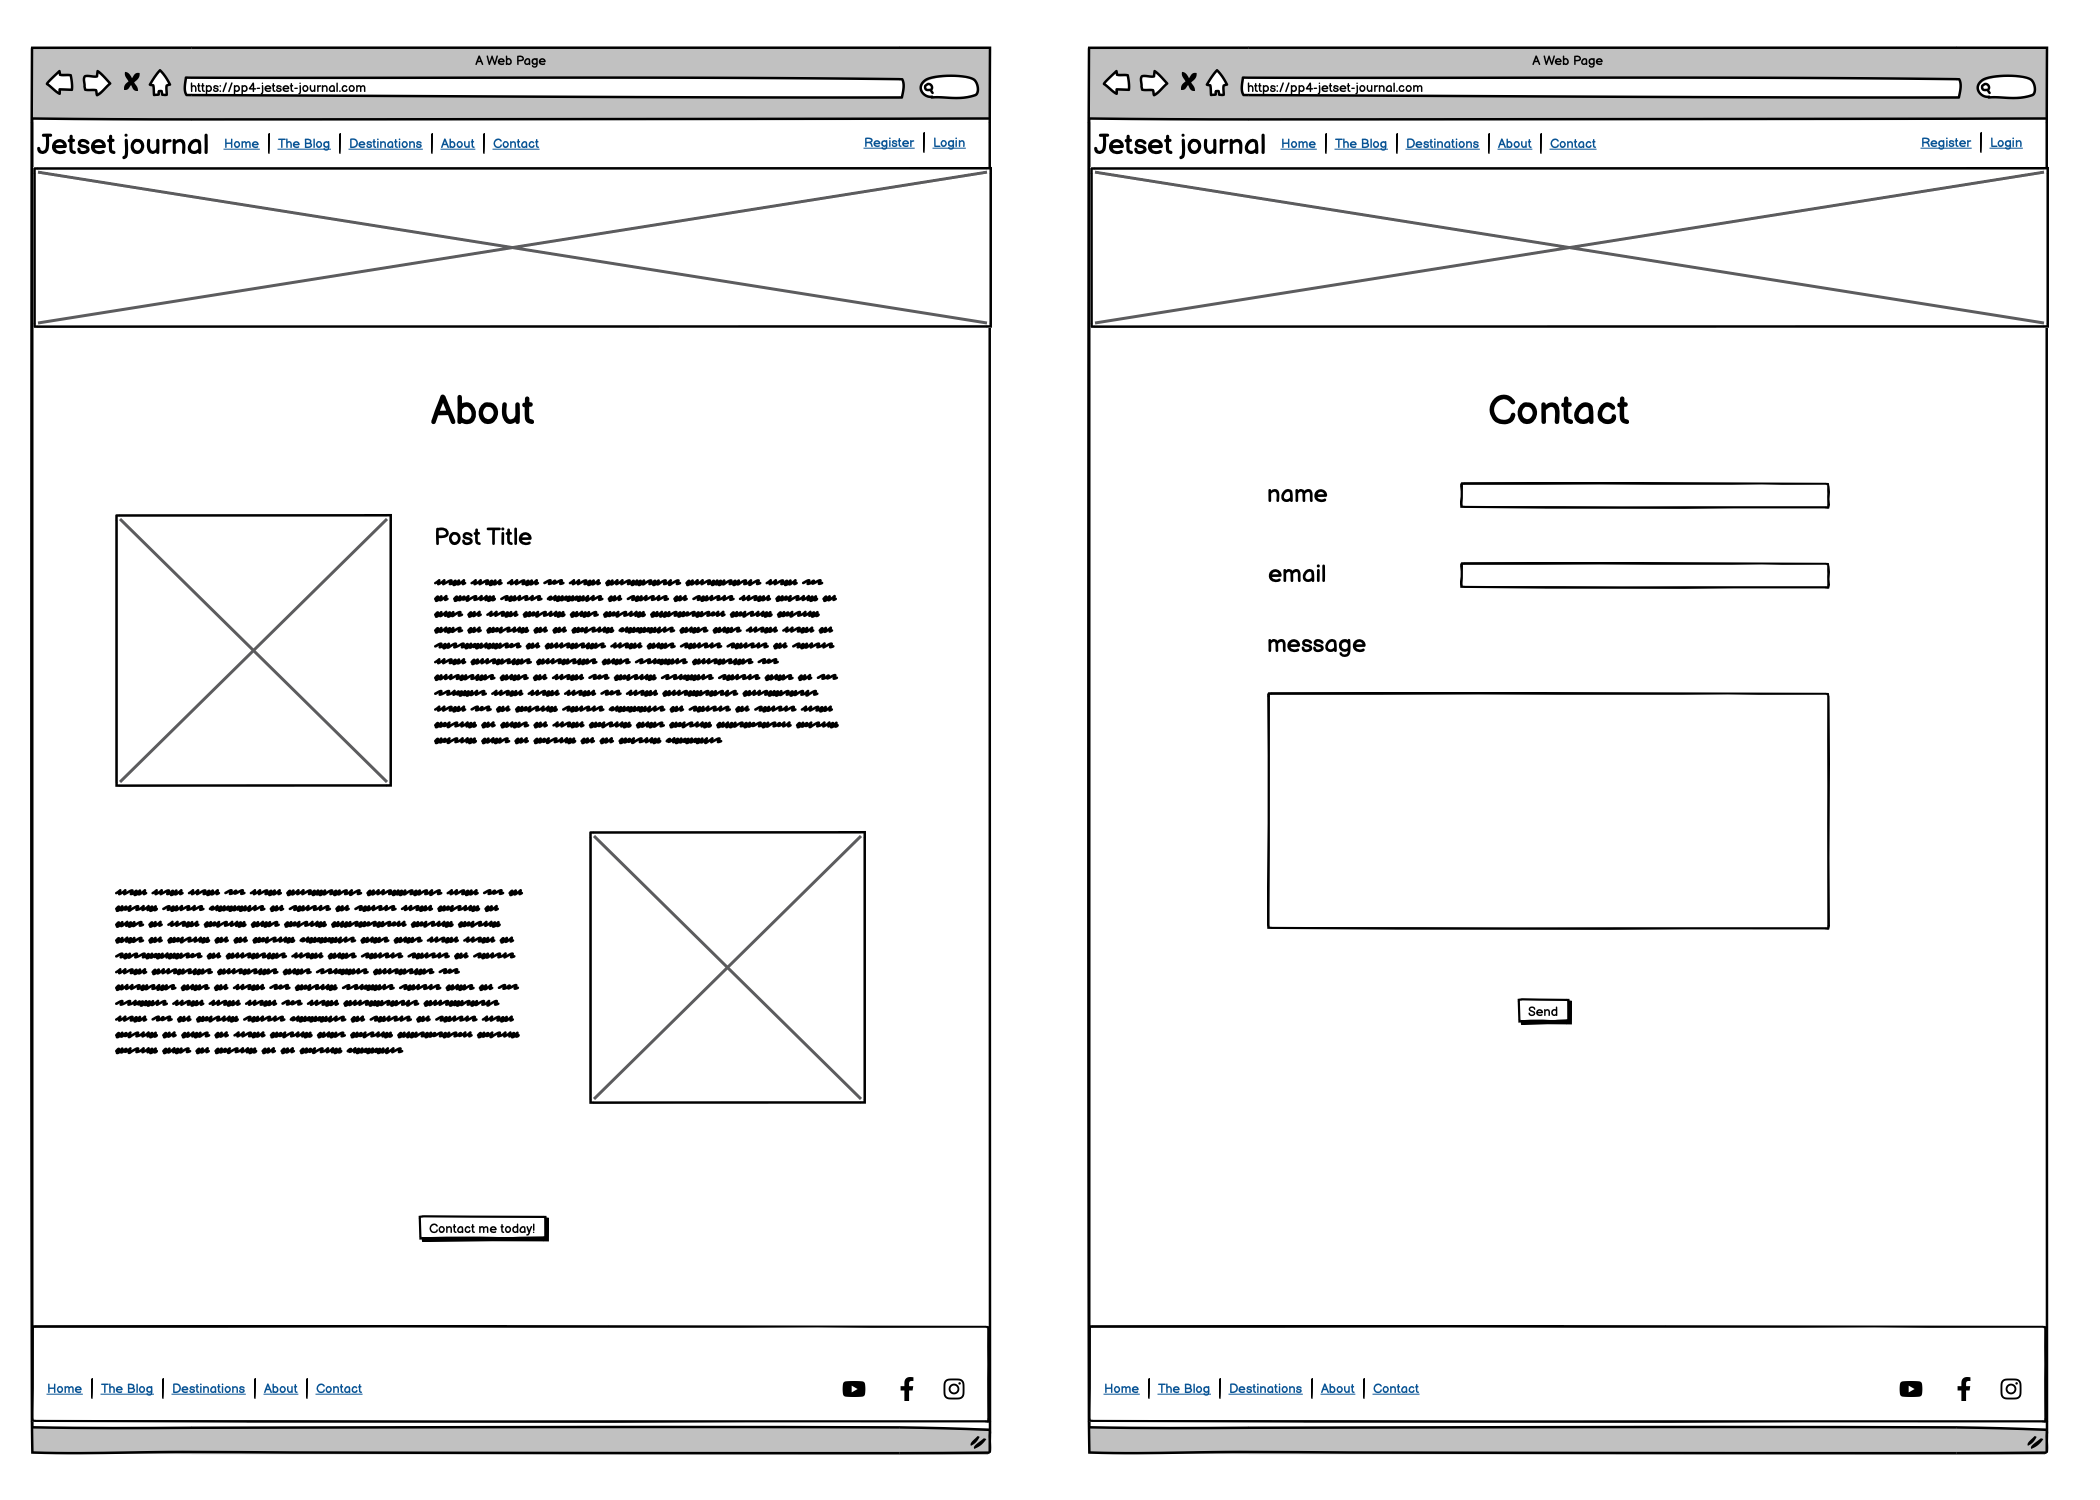 A Web Page
https://pp4-jetset-journal.com
Jetset journal Home The Blog Destinations About Contact Register Login
About
Post Title
Contact me today!
Home The Blog Destinations About Contact
A Web Page
https://pp4-jetset-journal.com
Jetset journal Home The Blog Destinations About Contact Register Login
Contact
name
email
message
Send
Home The Blog Destinations About Contact